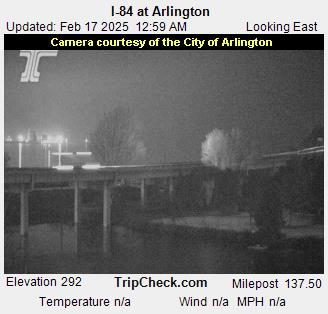 I-84 at Arlington
Updated: Feb 17 2025 12:59 AM Looking East
Camera courtesy of the City of Arlington
Elevation 292 TripCheck.com Milepost 137.50
Temperature n/a Wind n/a MPH n/a